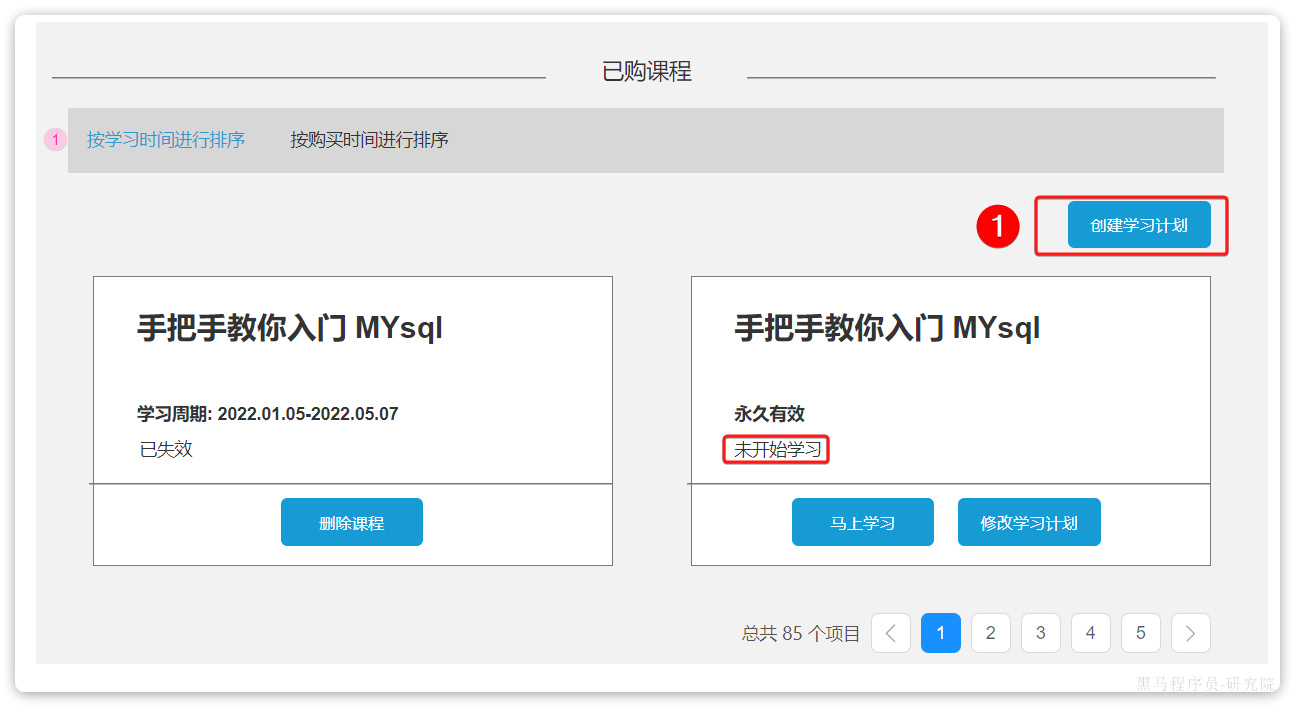 已购课程
1 按学习时间进行排序 按购买时间进行排序
1 创建学习计划
手把手教你入门 MYsql
学习周期: 2022.01.05-2022.05.07
已失效
删除课程
手把手教你入门 MYsql
永久有效
未开始学习
马上学习 修改学习计划
总共 85 个项目 1 2 3 4 5
黑马程序员-研究院